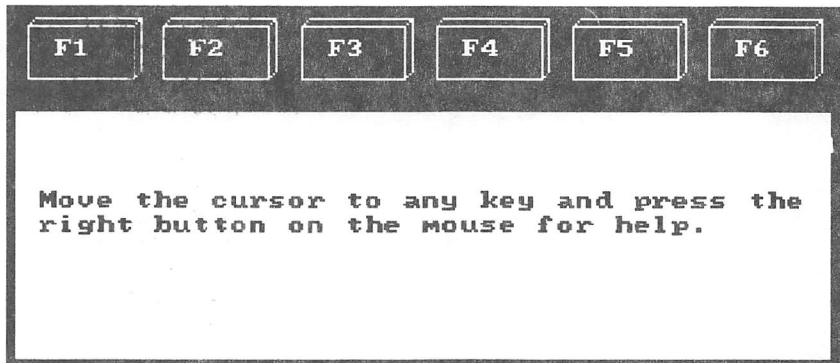 F1 F2 F3 F4 F5 F6
Move the cursor to any key and press the
right button on the mouse for help.